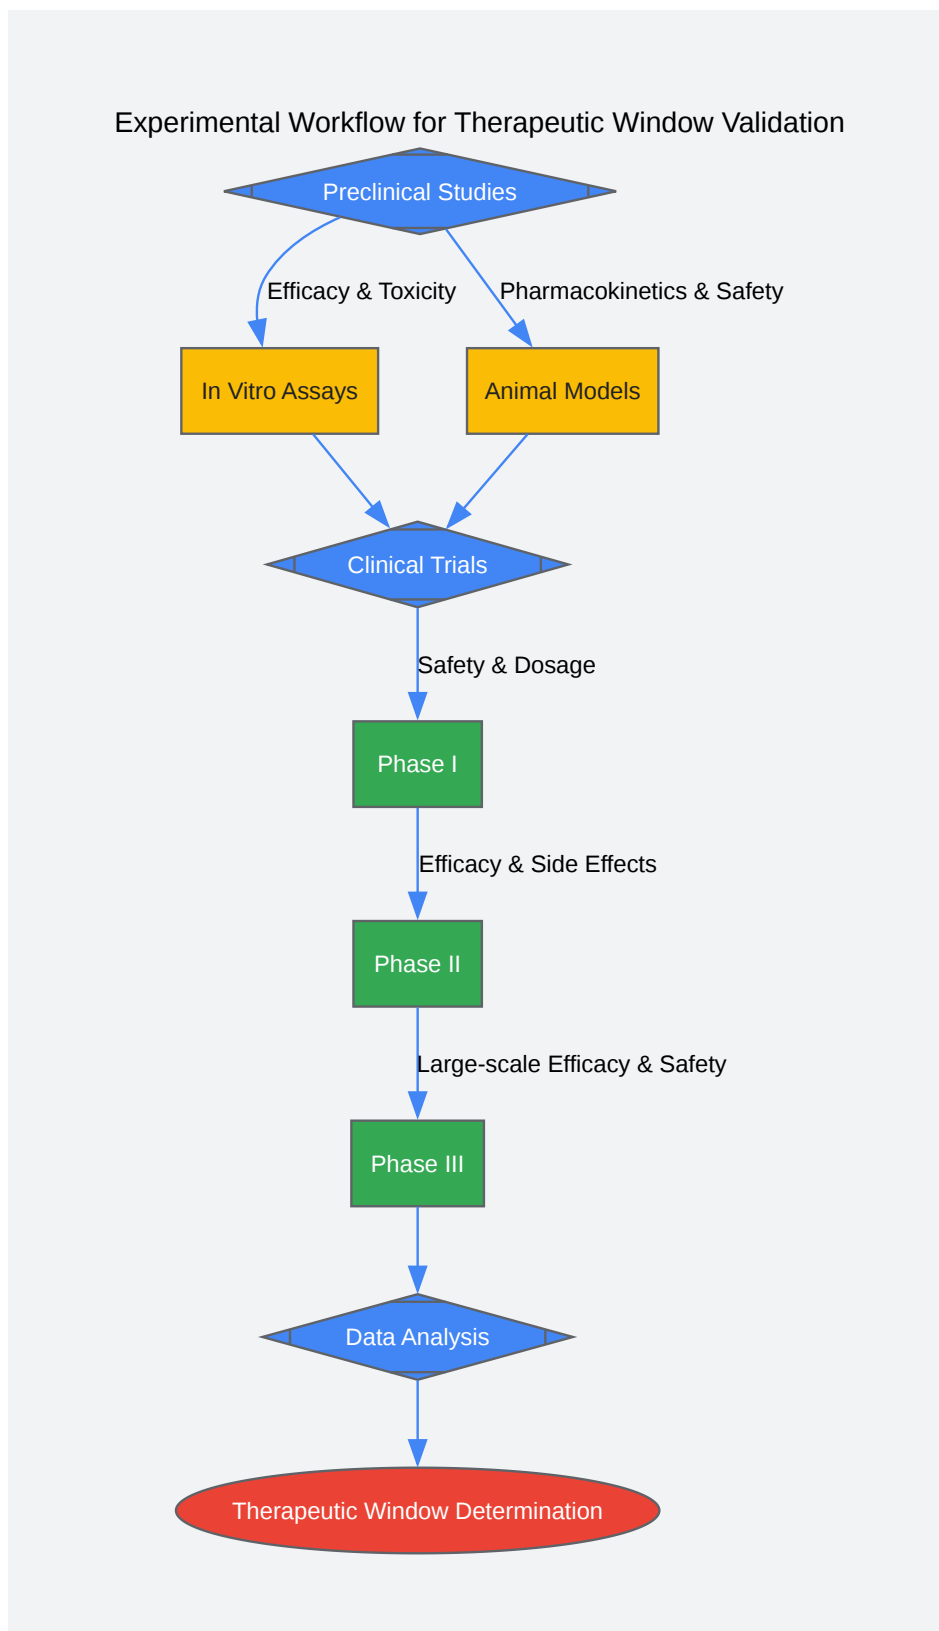 Experimental Workflow for Therapeutic Window Validation
Preclinical Studies
Efficacy & Toxicity
Pharmacokinetics & Safety
In Vitro Assays
Animal Models
Clinical Trials
Safety & Dosage
Phase I
Efficacy & Side Effects
Phase II
Large-scale Efficacy & Safety
Phase III
Data Analysis
Therapeutic Window Determination